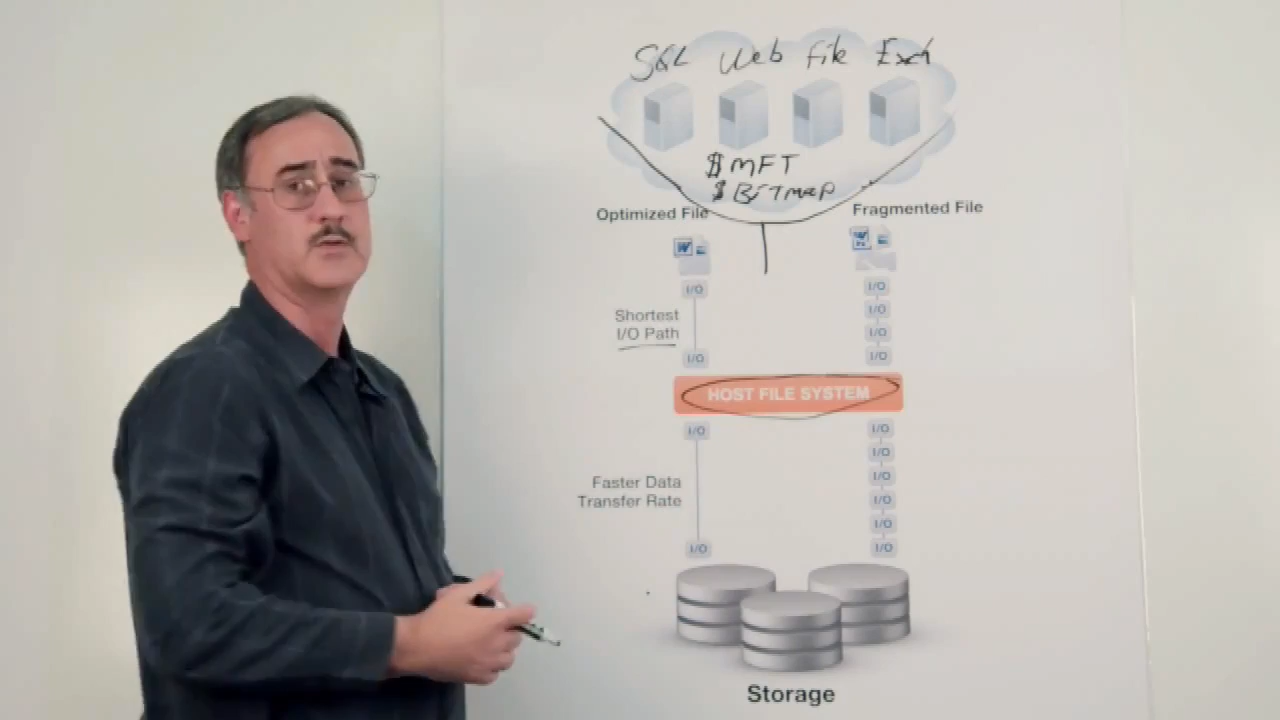 SQL Web File Exch
$MFT
$BITMAP
Optimized File
Fragmented File
W
W
I/O
I/O
I/O
Shortest
I/O
I/O Path
I/O
I/O
HOST FILE SYSTEM
I/O
I/O
I/O
Faster Data
I/O
Transfer Rate
I/O
I/O
I/O
I/O
Storage